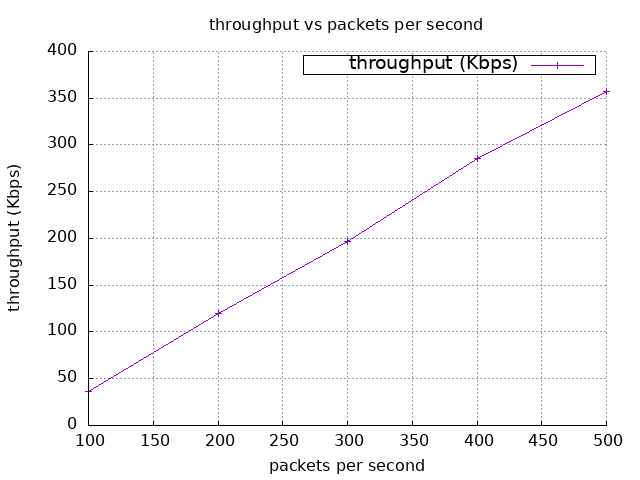 throughput vs packets per second
throughput (Kbps)
throughput (Kbps)
400
350
300
250
200
150
100
50
0
100 150 200 250 300 350 400 450 500
packets per second